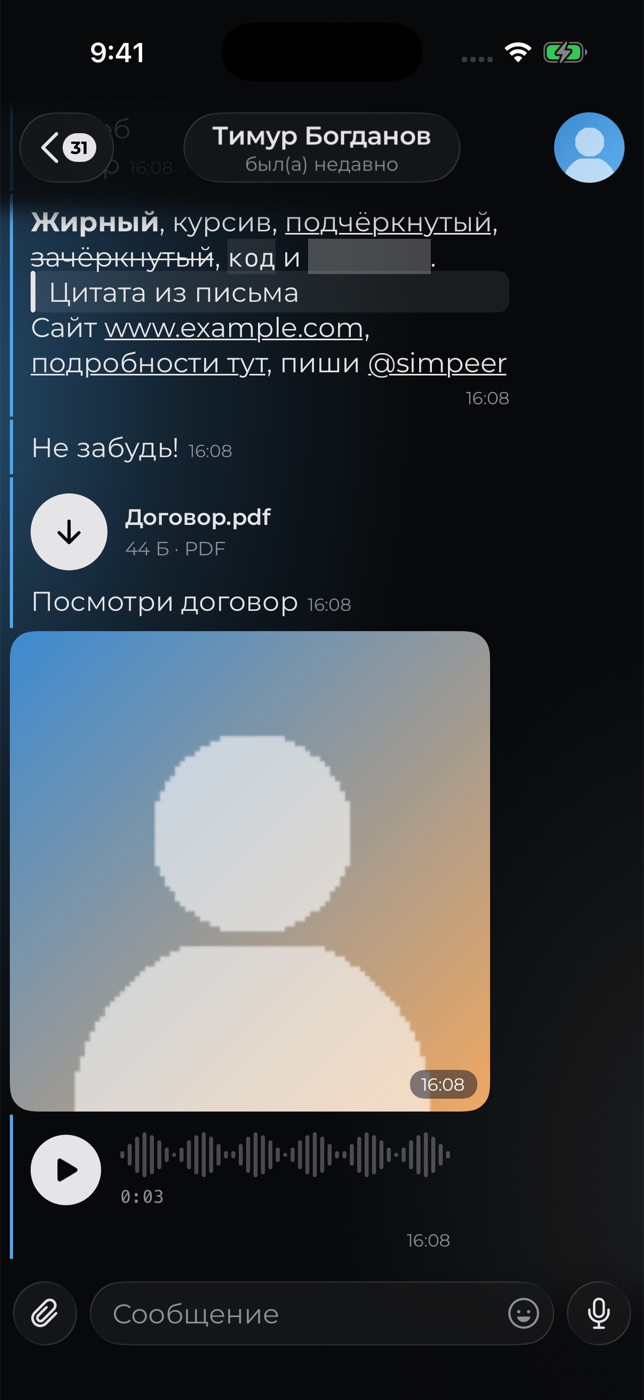 9:41
31
Тимур Богданов
был(а) недавно
16:08
Жирный, курсив, подчёркнутый,
зачёркнутый, код и .
Цитата из письма
Сайт www.example.com,
подробности тут, пиши @simpeer
16:08
Не забудь! 16:08
Договор.pdf
44 Б · PDF
Посмотри договор 16:08
16:08
0:03
16:08
Сообщение